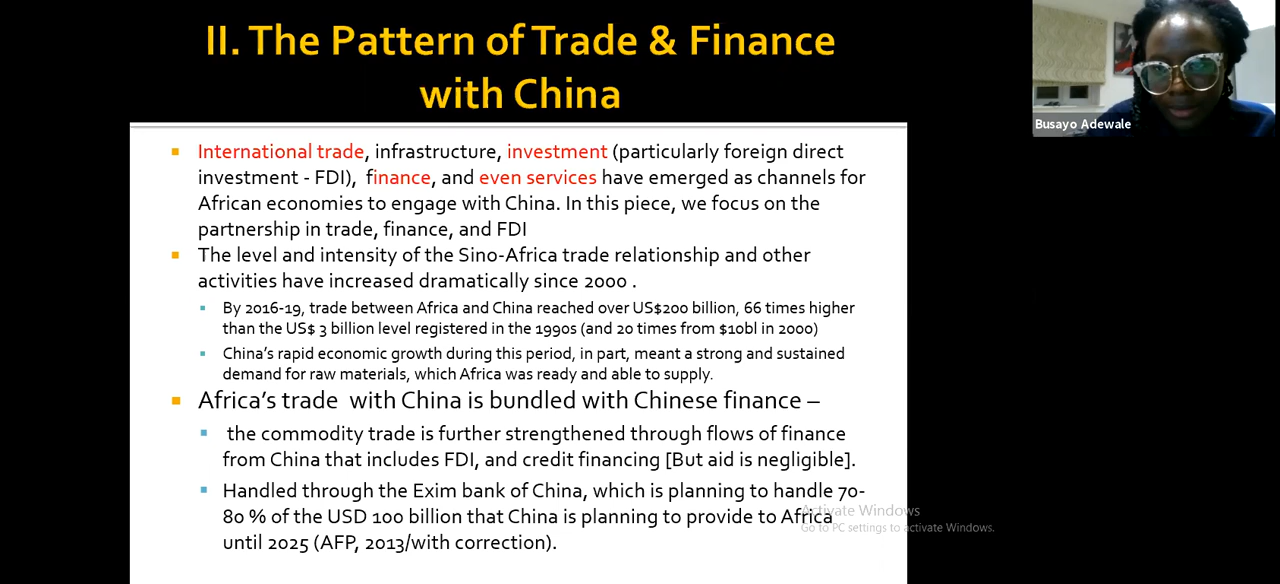 II. The Pattern of Trade & Finance
with China
Busayo Adewale
International trade, infrastructure, investment (particularly foreign direct
investment - FDI),  finance, and even services have emerged as channels for
African economies to engage with China. In this piece, we focus on the
partnership in trade, finance, and FDI
The level and intensity of the Sino-Africa trade relationship and other
activities have increased dramatically since 2000 .
By 2016-19, trade between Africa and China reached over US$200 billion, 66 times higher
than the US$ 3 billion level registered in the 1990s (and 20 times from $10bl in 2000)
China's rapid economic growth during this period, in part, meant a strong and sustained
demand for raw materials, which Africa was ready and able to supply.
Africa's trade  with China is bundled with Chinese finance –
the commodity trade is further strengthened through flows of finance
from China that includes FDI, and credit financing [But aid is negligible].
Handled through the Exim bank of China, which is planning to handle 70-
80 % of the USD 100 billion that China is planning to provide to Africa
until 2025 (AFP, 2013/with correction).
Activate Windows
Go to PC settings to activate Windows.